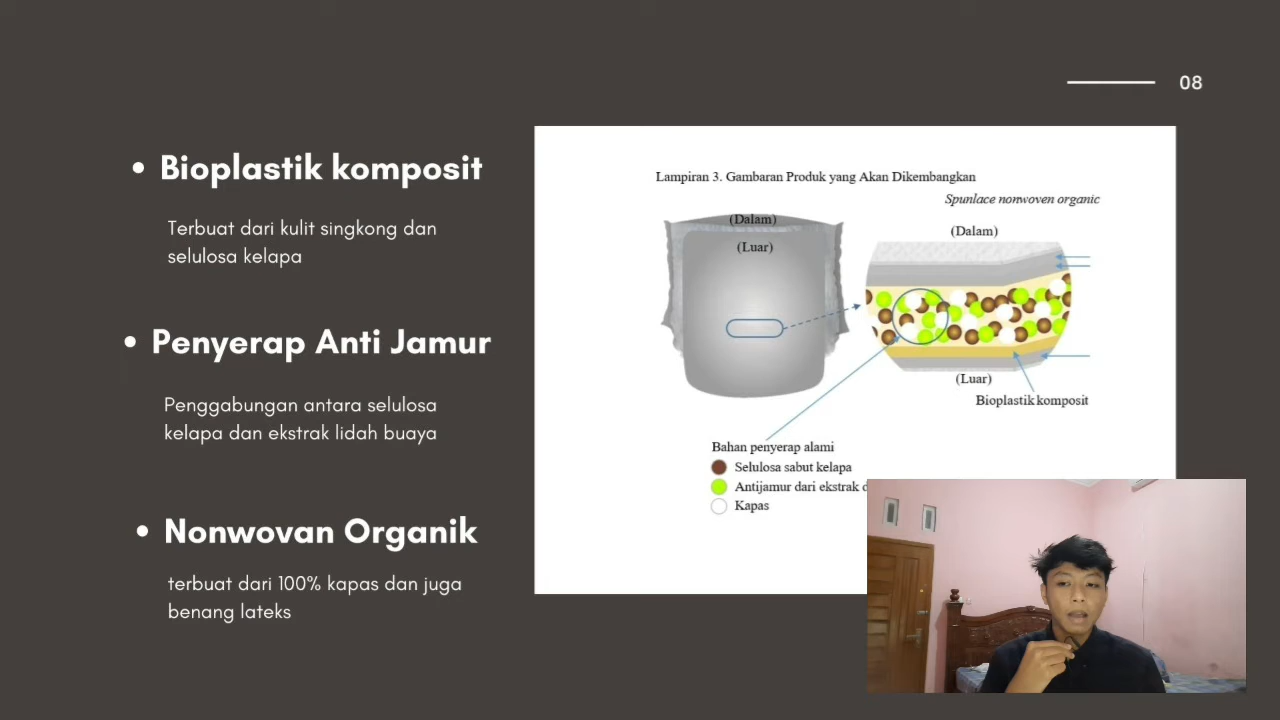 08
• Bioplastik komposit
Terbuat dari kulit singkong dan
selulosa kelapa
• Penyerap Anti Jamur
Penggabungan antara selulosa
kelapa dan ekstrak lidah buaya
• Nonwovan Organik
terbuat dari 100% kapas dan juga
benang lateks
Lampiran 3. Gambaran Produk yang Akan Dikembangkan
Spunlace nonwoven organic
(Dalam)
(Luar)
(Dalam)
(Luar)
Bioplastik komposit
Bahan penyerap alami
Selulosa sabut kelapa
Antijamur dari ekstrak
Kapas